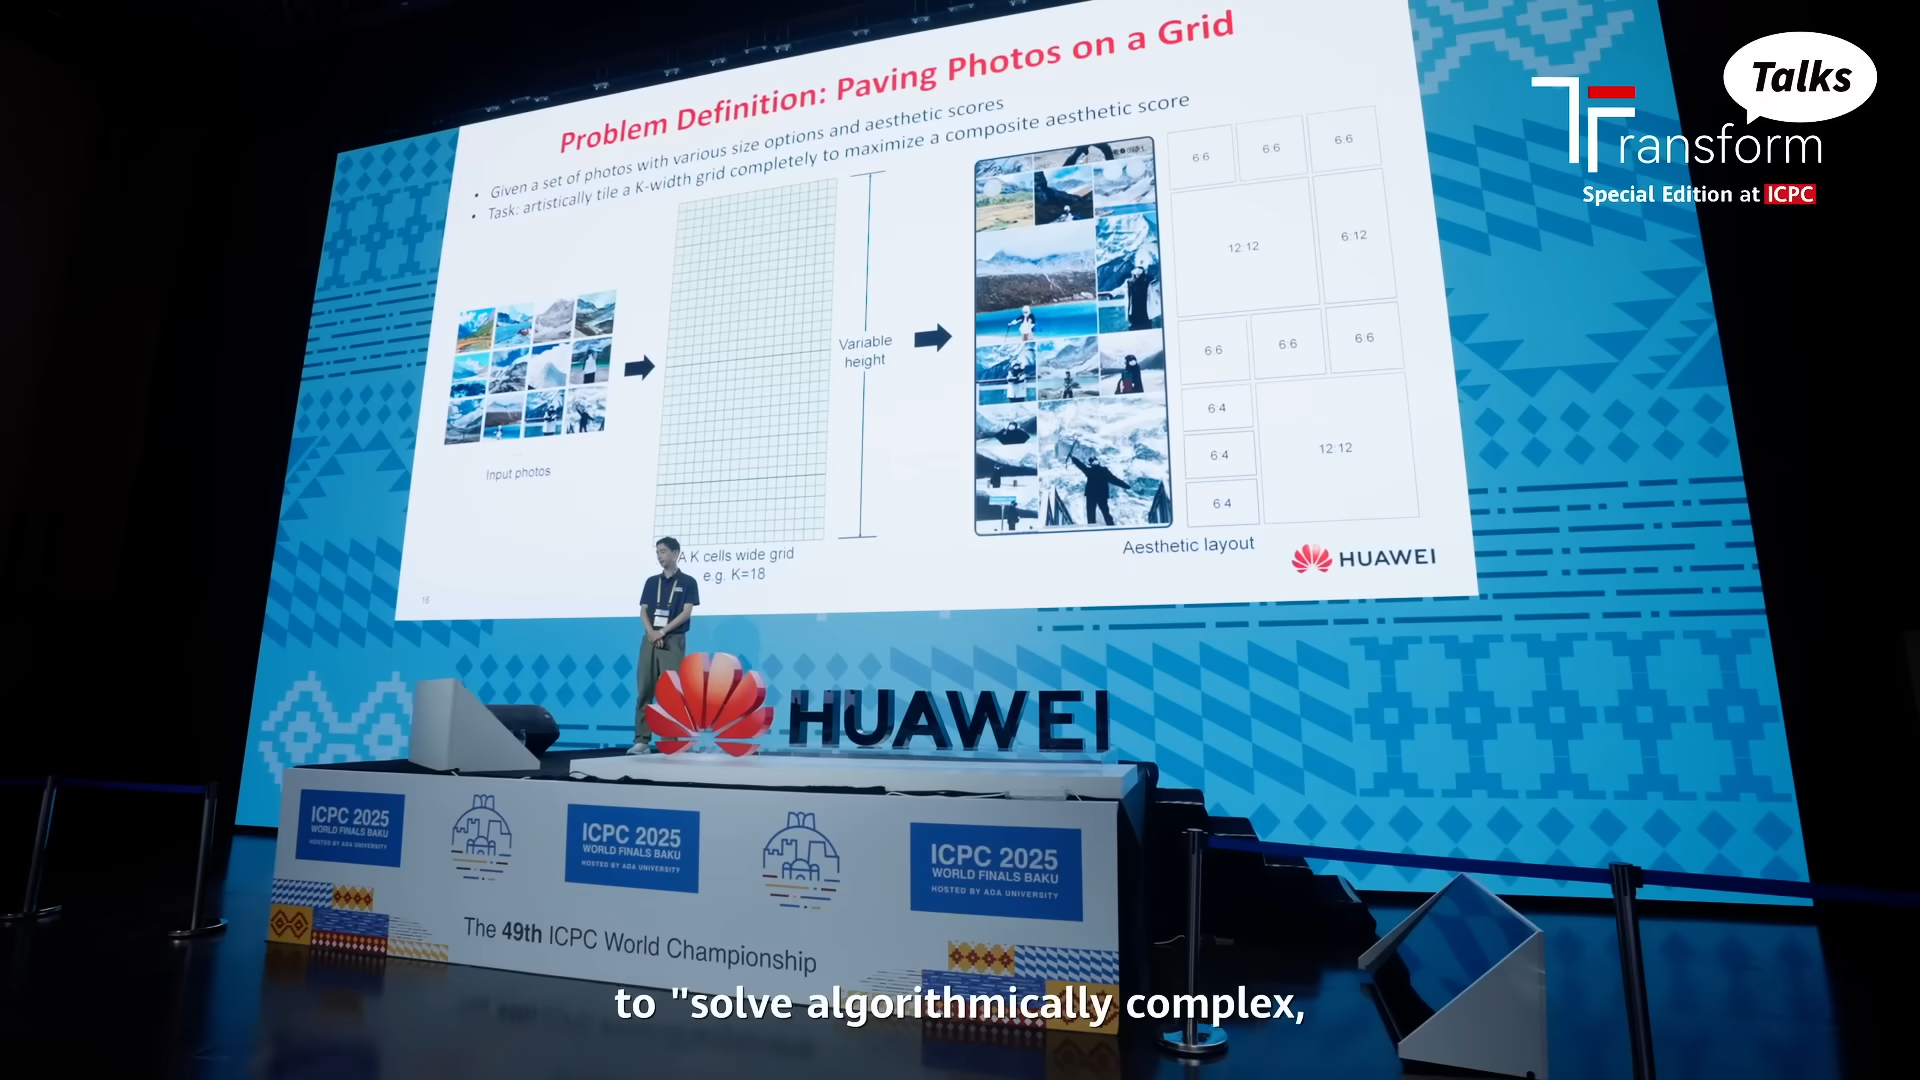 Problem Definition: Paving Photos on a Grid
• Given a set of photos with various size options and aesthetic scores
• Task: artistically tile a K-width grid completely to maximize a composite aesthetic score
Input photos
Variable
height
A K cells wide grid
e.g. K=18
6:6
6:6
6:6
12:12
6:12
6:6
6:6
6:6
6:4
6:4
6:4
12:12
Aesthetic layout
HUAWEI
16
Talks
Transform
Special Edition at ICPC
HUAWEI
ICPC 2025
WORLD FINALS BAKU
HOSTED BY ADA UNIVERSITY
ICPC 2025
WORLD FINALS BAKU
HOSTED BY ADA UNIVERSITY
ICPC 2025
WORLD FINALS BAKU
HOSTED BY ADA UNIVERSITY
The 49th ICPC World Championship
to "solve algorithmically complex,